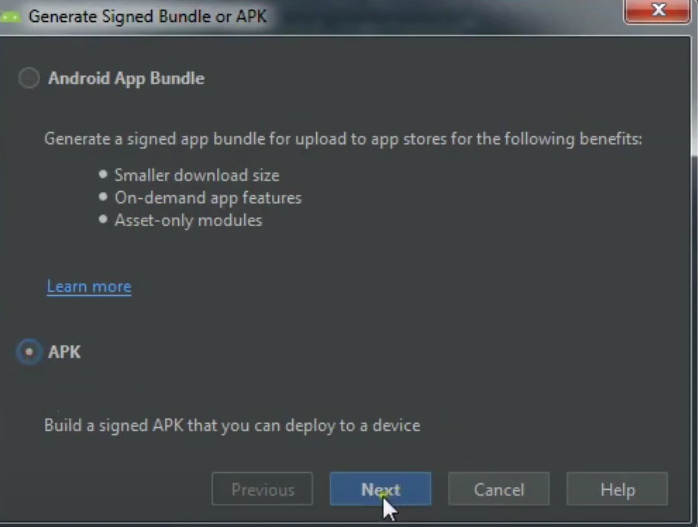 Generate Signed Bundle or APK
Android App Bundle
Generate a signed app bundle for upload to app stores for the following benefits:
• Smaller download size
• On-demand app features
• Asset-only modules
Learn more
APK
Build a signed APK that you can deploy to a device
Previous Next Cancel Help